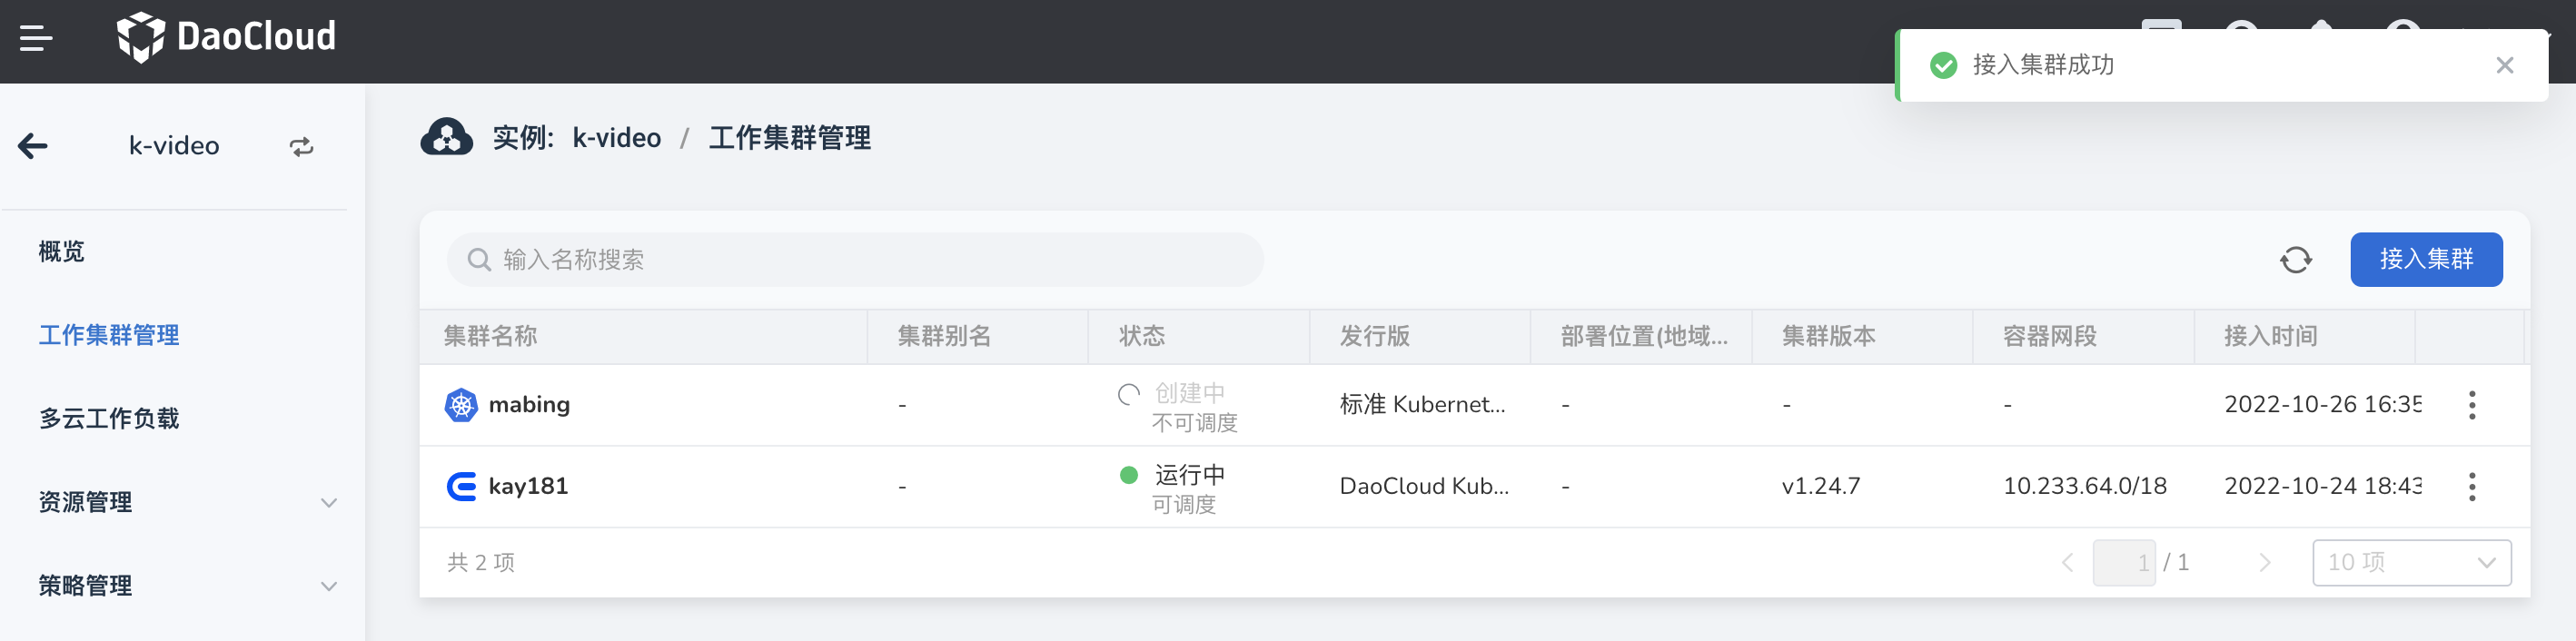 DaoCloud
接入集群成功
k-video
实例: k-video / 工作集群管理
概览
工作集群管理
多云工作负载
资源管理
策略管理
输入名称搜索
接入集群
集群名称 集群别名 状态 发行版 部署位置(地域... 集群版本 容器网段 接入时间
mabing - 创建中 标准 Kubernet... - - - 2022-10-26 16:35
不可调度
kay181 - 运行中 DaoCloud Kub... - v1.24.7 10.233.64.0/18 2022-10-24 18:43
可调度
共 2 项 1 / 1 10 项